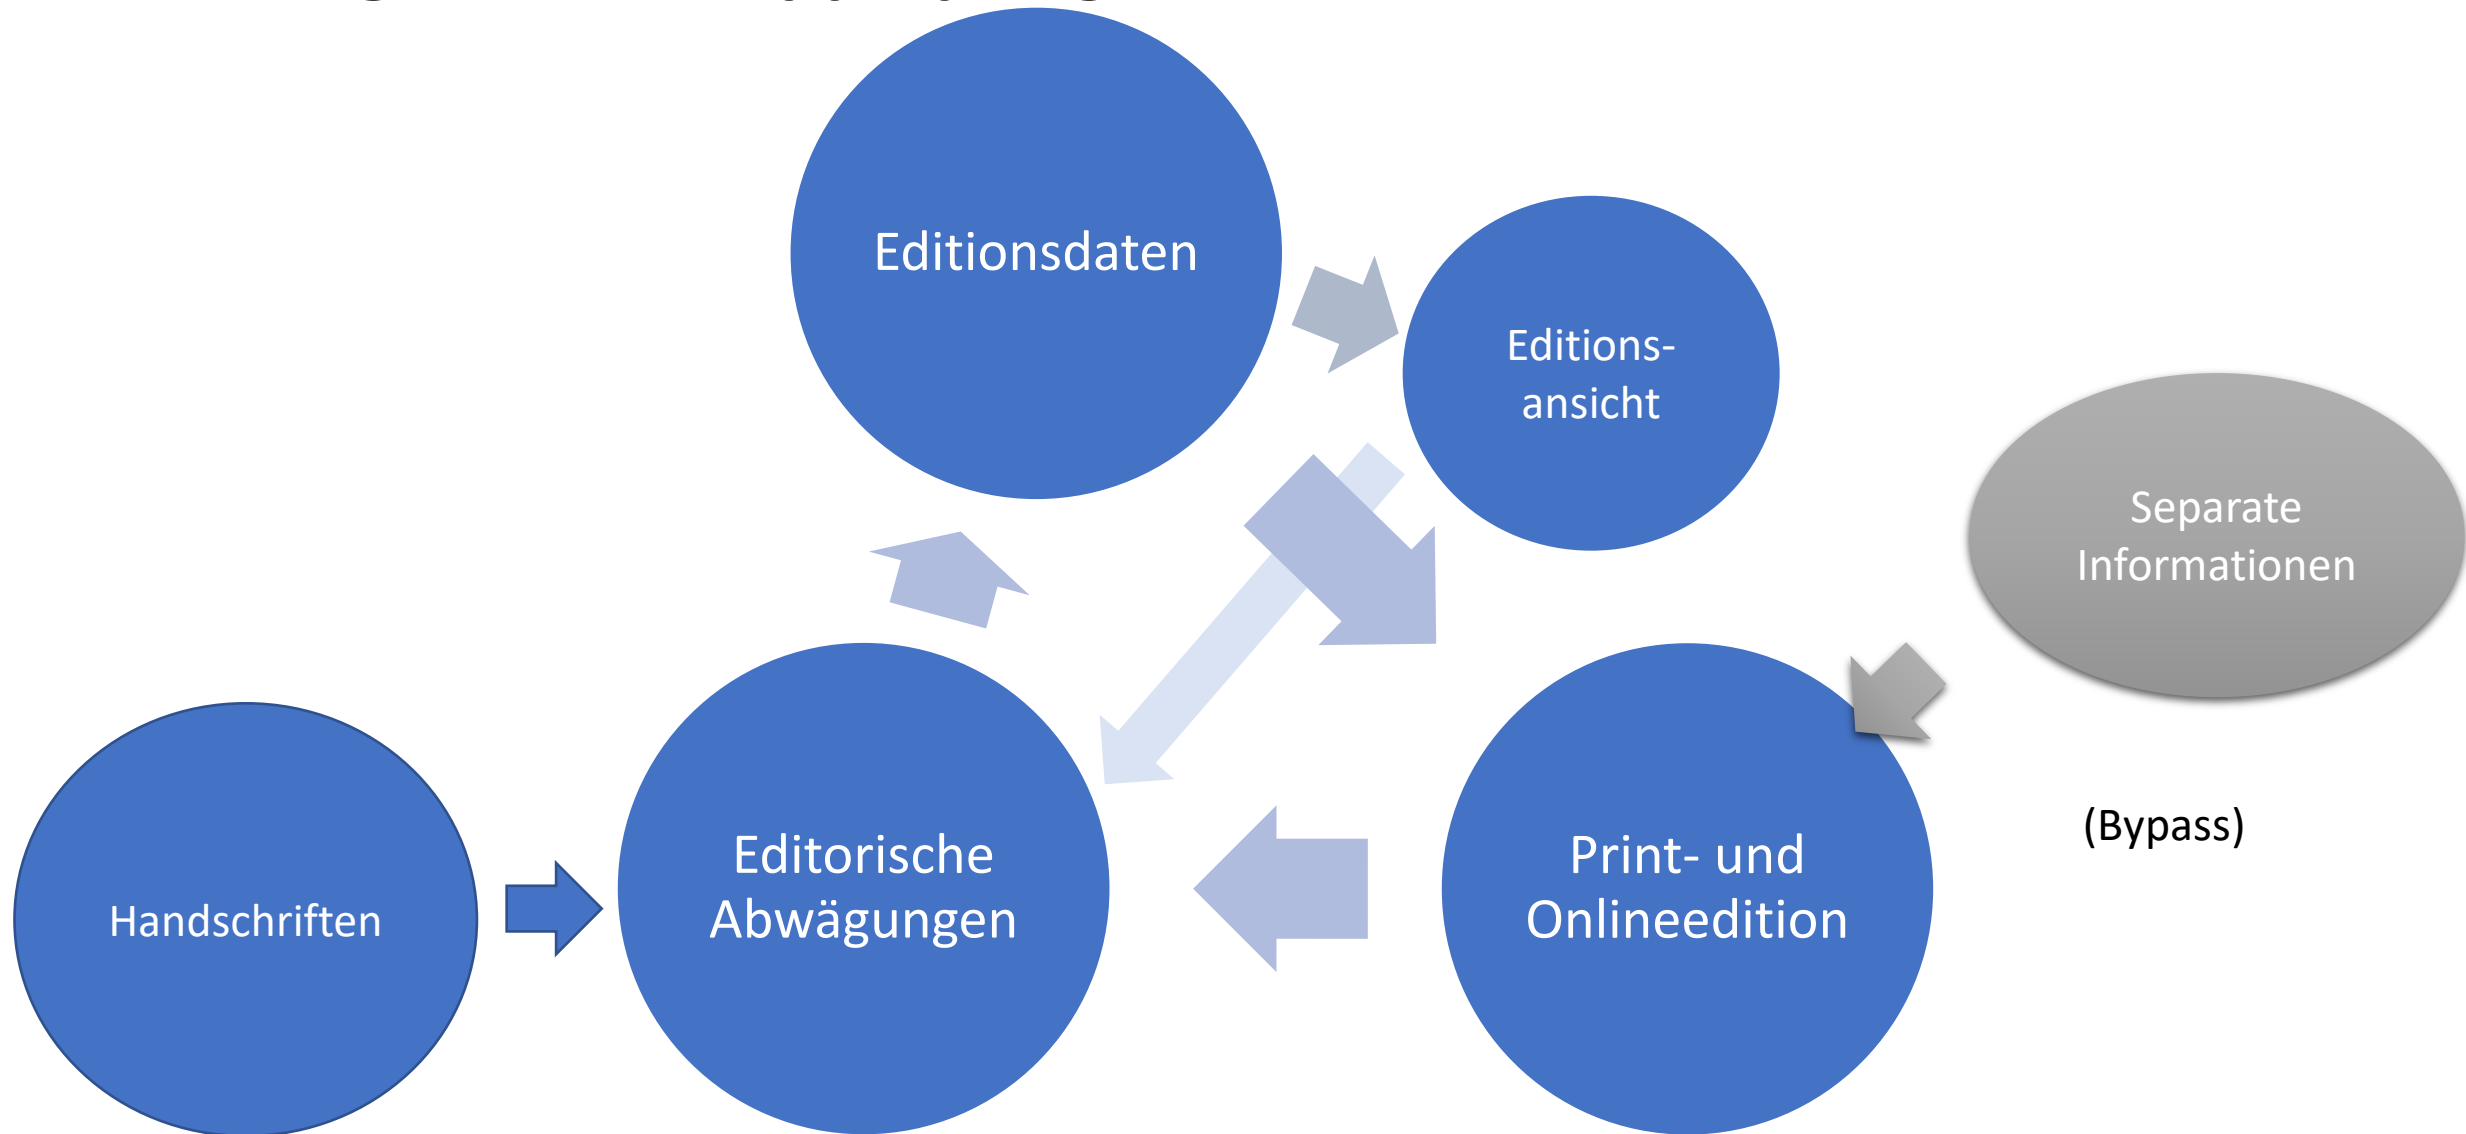 Editionsdaten
Editions-
ansicht
Separate
Informationen
(Bypass)
Editorische
Abwägungen
Print- und
Onlineedition
Handschriften